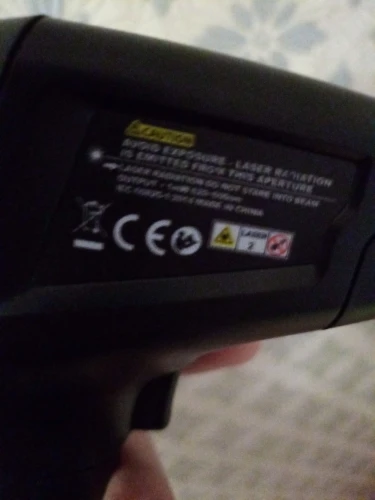 CAUTION
AVOID EXPOSURE - LASER RADIATION
IS EMITTED FROM THIS APERTURE
LASER RADIATION DO NOT STARE INTO BEAM
OUTPUT
MADE IN CHINA
CE
LASER
2